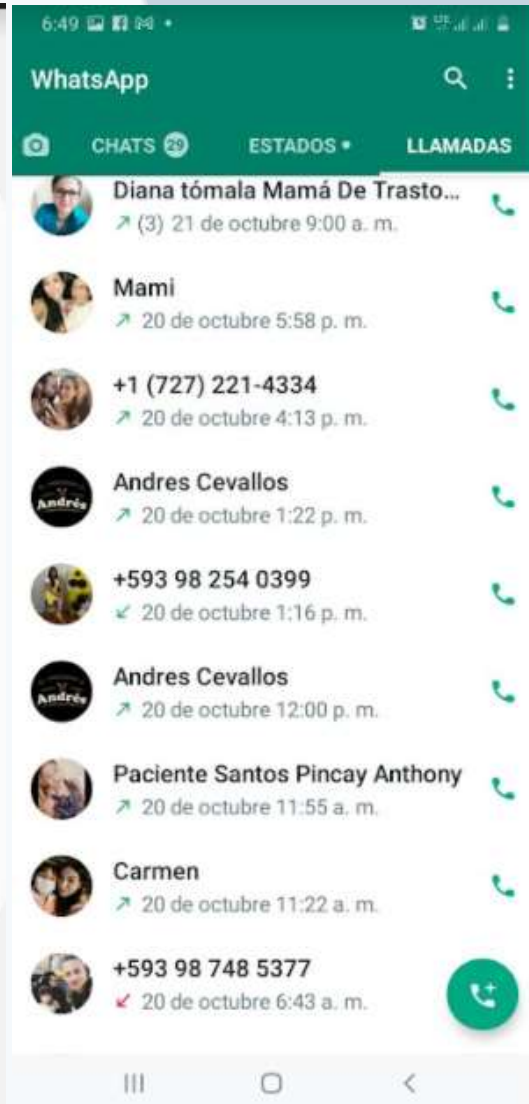 6:49
WhatsApp
CHATS 29 ESTADOS • LLAMADAS
Diana tómala Mamá De Trasto...
(3) 21 de octubre 9:00 a. m.
Mami
20 de octubre 5:58 p. m.
+1 (727) 221-4334
20 de octubre 4:13 p. m.
Andres Cevallos
Andrés
20 de octubre 1:22 p. m.
+593 98 254 0399
20 de octubre 1:16 p. m.
Andres Cevallos
Andrés
20 de octubre 12:00 p. m.
Paciente Santos Pincay Anthony
20 de octubre 11:55 a. m.
Carmen
20 de octubre 11:22 a. m.
+593 98 748 5377
20 de octubre 6:43 a. m.